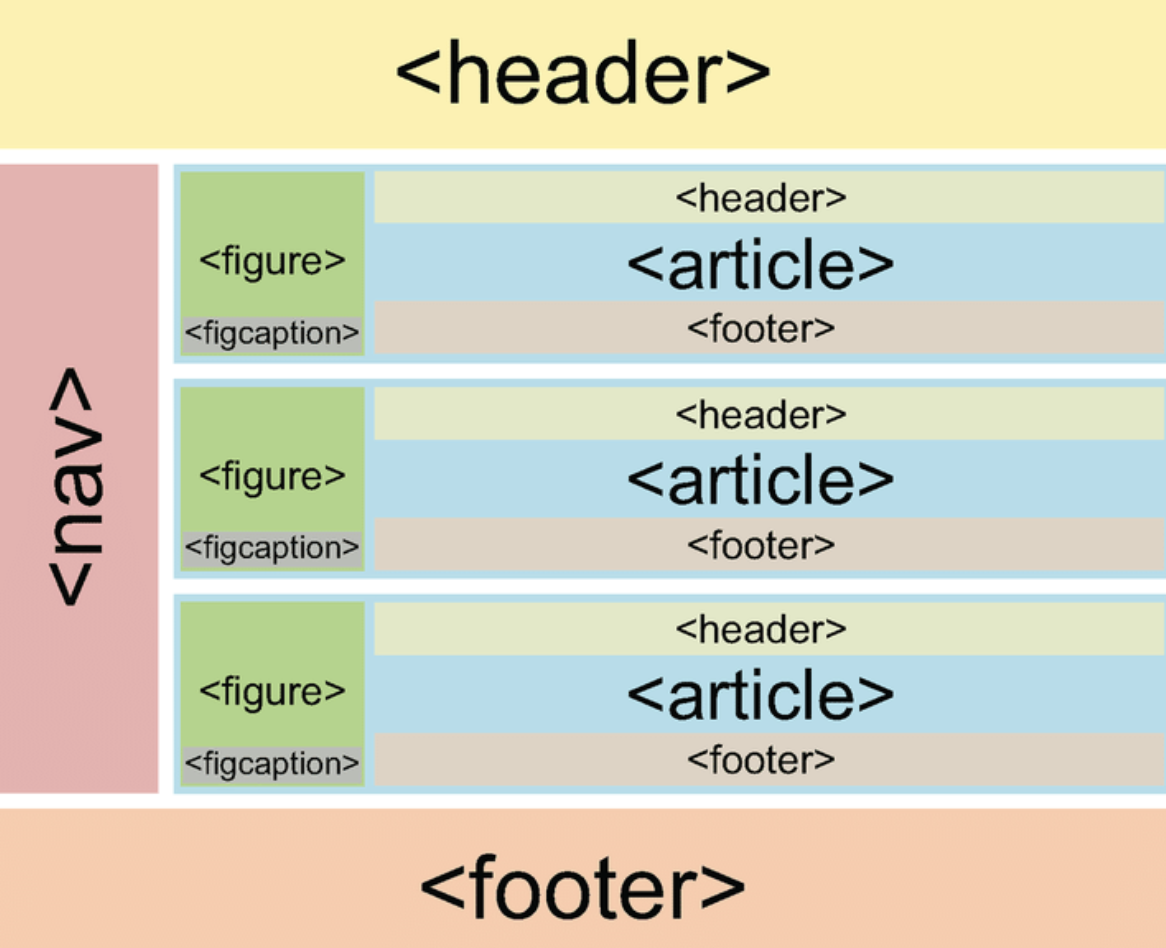 <header>
<nav>
<figure>
<figcaption>
<header>
<article>
<footer>
<figure>
<figcaption>
<header>
<article>
<footer>
<figure>
<figcaption>
<header>
<article>
<footer>
<footer>